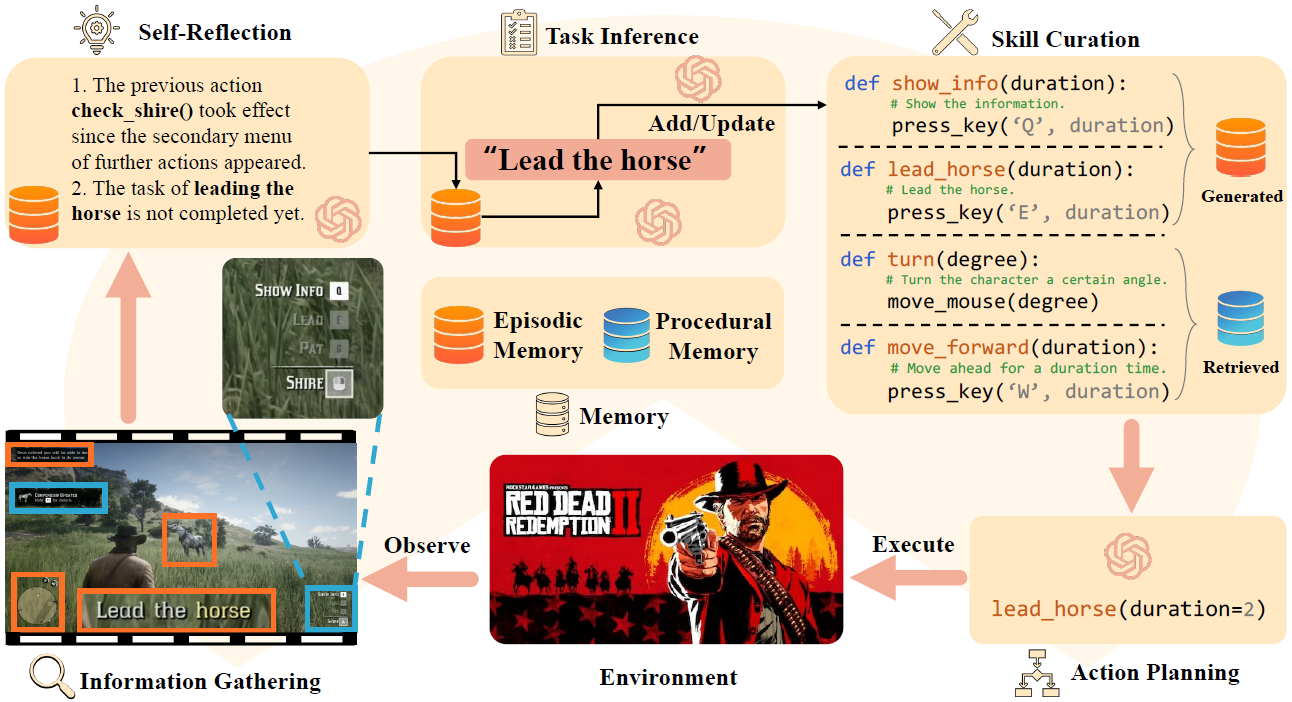 Self-Reflection
1. The previous action
check_shire() took effect
since the secondary menu
of further actions appeared.
2. The task of leading the
horse is not completed yet.
Task Inference
Add/Update
“Lead the horse”
Skill Curation
def show_info(duration):
# Show the information.
press_key(‘Q’, duration)
def lead_horse(duration):
# Lead the horse.
press_key(‘E’, duration)
Generated
def turn(degree):
# Turn the character a certain angle.
move_mouse(degree)
def move_forward(duration):
# Move ahead for a duration time.
press_key(‘W’, duration)
Retrieved
Episodic
Memory
Procedural
Memory
Memory
SHOW INFO Q
LEAD
PAT G
SHIRE
COMPENDIUM UPDATED
Lead the horse
Information Gathering
Observe
ROCKSTAR GAMES PRESENTS
RED DEAD
REDEMPTION II
Environment
Execute
lead_horse(duration=2)
Action Planning